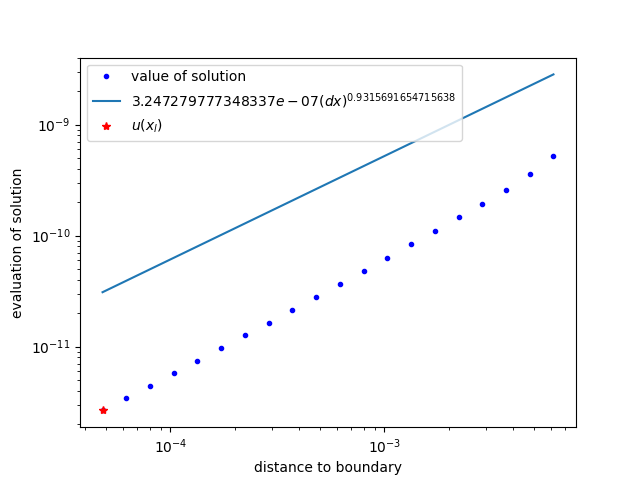 value of solution
3.247279777348337e − 07(dx)^0.9315691654715638
u(x_l)
10^−9
10^−10
10^−11
evaluation of solution
10^−4
10^−3
distance to boundary